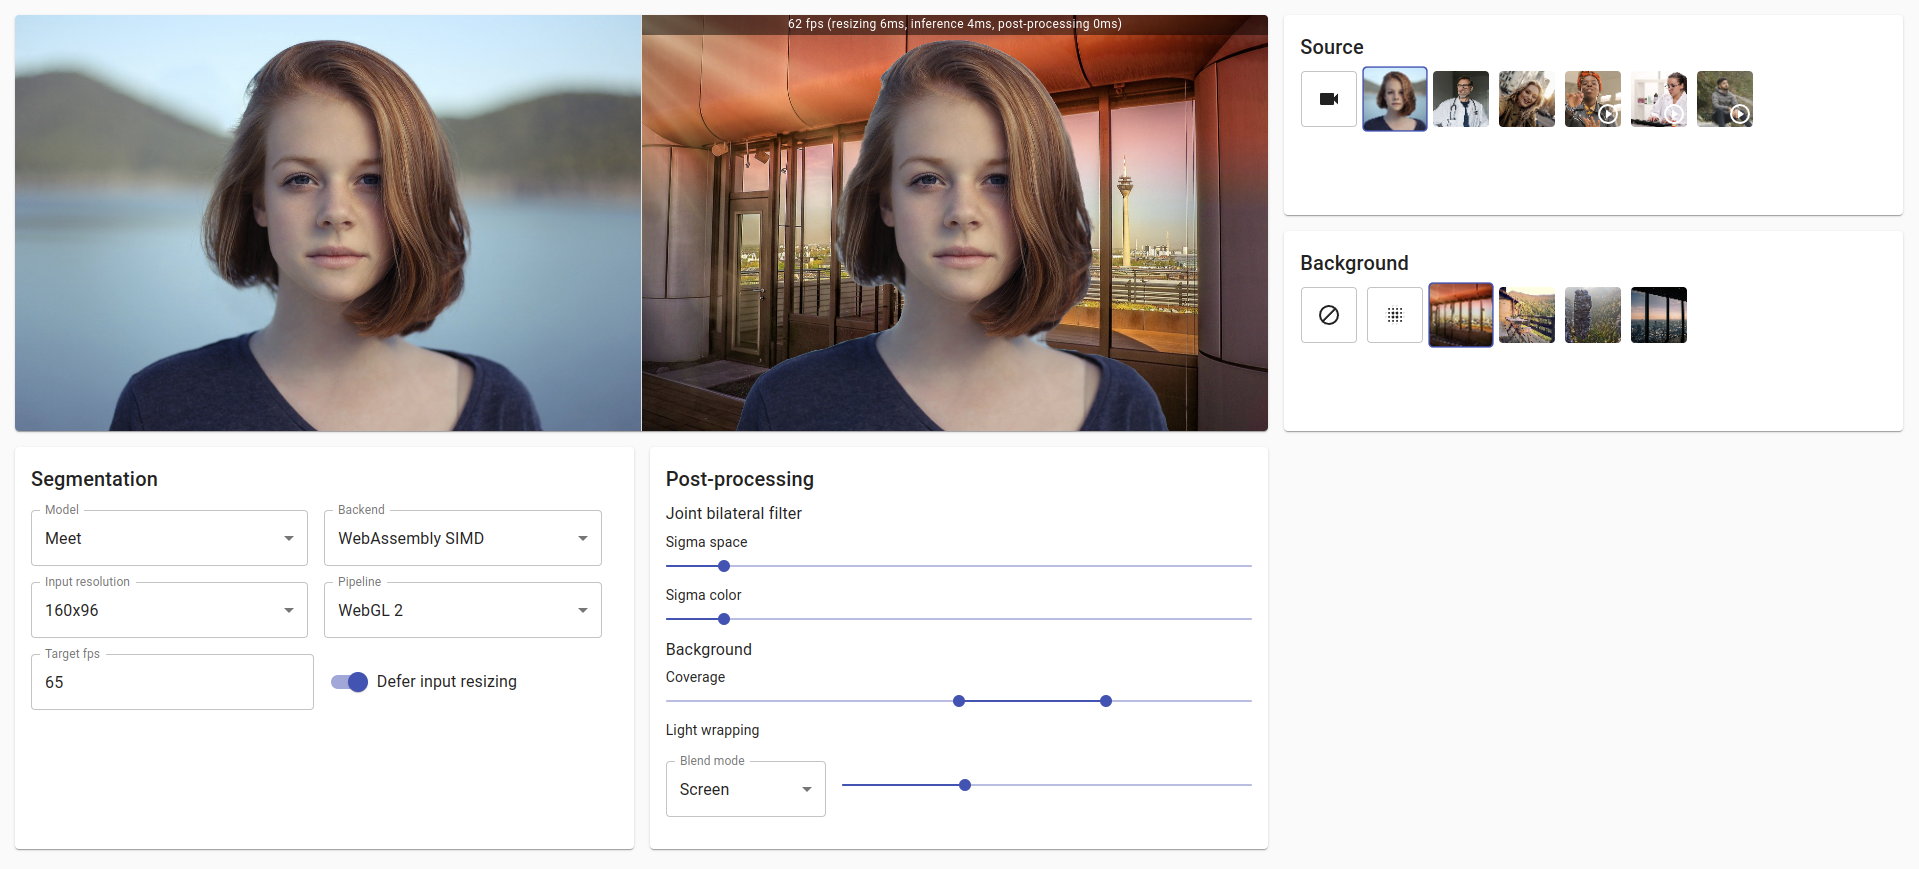 62 fps (resizing 6ms, inference 4ms, post-processing 0ms)
Source
Background
Segmentation
Model
Meet
Backend
WebAssembly SIMD
Input resolution
160x96
Pipeline
WebGL 2
Target fps
65
Defer input resizing
Post-processing
Joint bilateral filter
Sigma space
Sigma color
Background
Coverage
Light wrapping
Blend mode
Screen